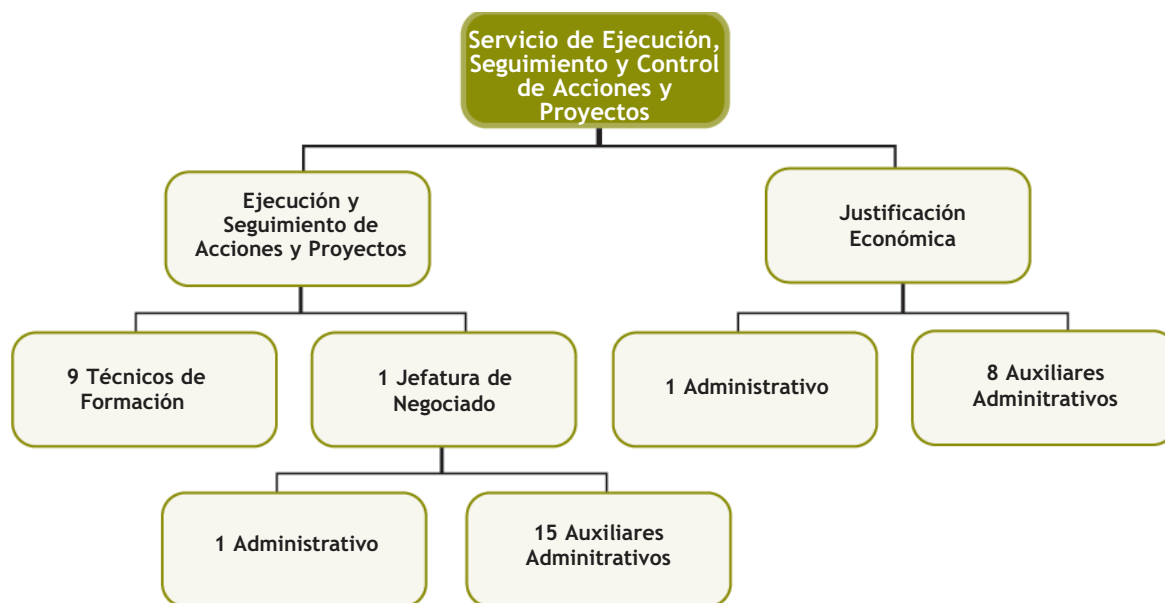 Servicio de Ejecución,
Seguimiento y Control
de Acciones y
Proyectos
Ejecución y
Seguimiento de
Acciones y Proyectos
Justificación
Económica
9 Técnicos de
Formación
1 Jefatura de
Negociado
1 Administrativo
8 Auxiliares
Adminitrativos
1 Administrativo
15 Auxiliares
Adminitrativos